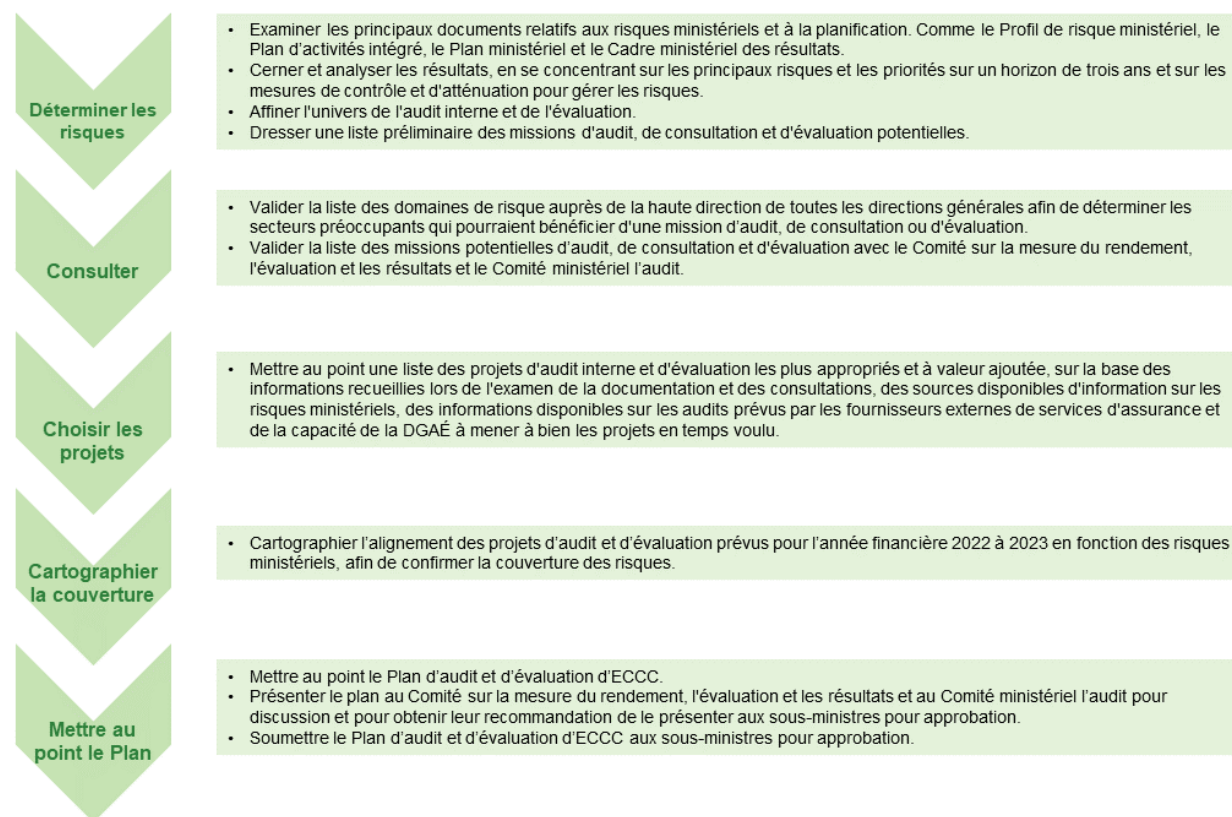 Déterminer les
risques
• Examiner les principaux documents relatifs aux risques ministériels et à la planification. Comme le Profil de risque ministériel, le
Plan d'activités intégré, le Plan ministériel et le Cadre ministériel des résultats.
• Cerner et analyser les résultats, en se concentrant sur les principaux risques et les priorités sur un horizon de trois ans et sur les
mesures de contrôle et d'atténuation pour gérer les risques.
• Affiner l'univers de l'audit interne et de l'évaluation.
• Dresser une liste préliminaire des missions d'audit, de consultation et d'évaluation potentielles.
Consulter
• Valider la liste des domaines de risque auprès de la haute direction de toutes les directions générales afin de déterminer les
secteurs préoccupants qui pourraient bénéficier d'une mission d'audit, de consultation ou d'évaluation.
• Valider la liste des missions potentielles d'audit, de consultation et d'évaluation avec le Comité sur la mesure du rendement,
l'évaluation et les résultats et le Comité ministériel l'audit.
Choisir les
projets
• Mettre au point une liste des projets d'audit interne et d'évaluation les plus appropriés et à valeur ajoutée, sur la base des
informations recueillies lors de l'examen de la documentation et des consultations, des sources disponibles d'information sur les
risques ministériels, des informations disponibles sur les audits prévus par les fournisseurs externes de services d'assurance et
de la capacité de la DGAÉ à mener à bien les projets en temps voulu.
Cartographier
la couverture
• Cartographier l'alignement des projets d'audit et d'évaluation prévus pour l'année financière 2022 à 2023 en fonction des risques
ministériels, afin de confirmer la couverture des risques.
Mettre au
point le Plan
• Mettre au point le Plan d'audit et d'évaluation d'ECCC.
• Présenter le plan au Comité sur la mesure du rendement, l'évaluation et les résultats et au Comité ministériel l'audit pour
discussion et pour obtenir leur recommandation de le présenter aux sous-ministres pour approbation.
• Soumettre le Plan d'audit et d'évaluation d'ECCC aux sous-ministres pour approbation.